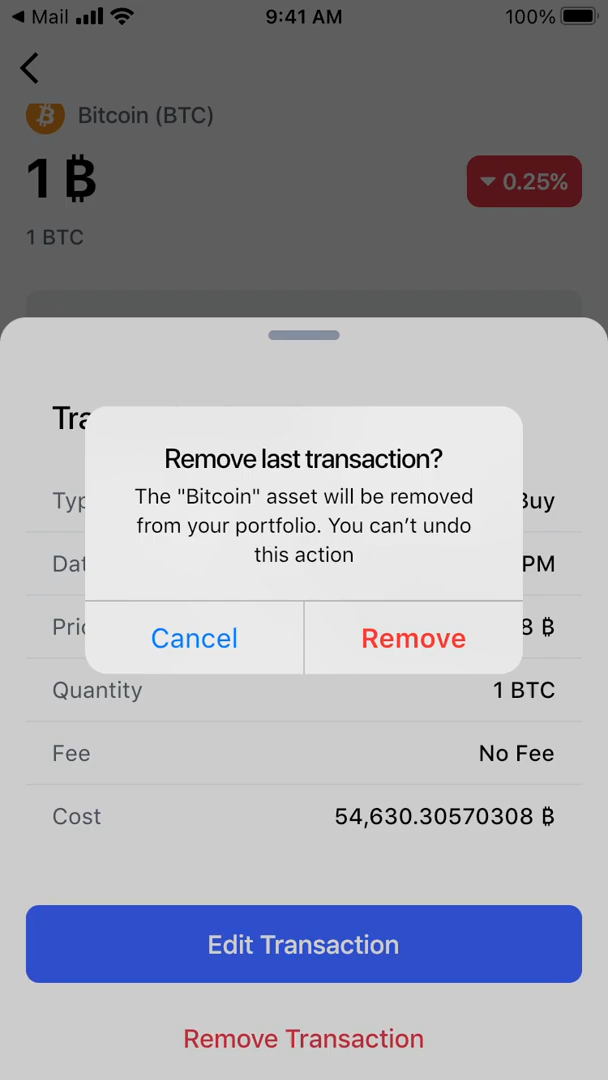 Mail
9:41 AM
100%
Bitcoin (BTC)
1 ₿
0.25%
1 BTC
Remove last transaction?
The "Bitcoin" asset will be removed
from your portfolio. You can’t undo
this action
Cancel
Remove
PM
8 ₿
Quantity
1 BTC
Fee
No Fee
Cost
54,630.30570308 ₿
Edit Transaction
Remove Transaction